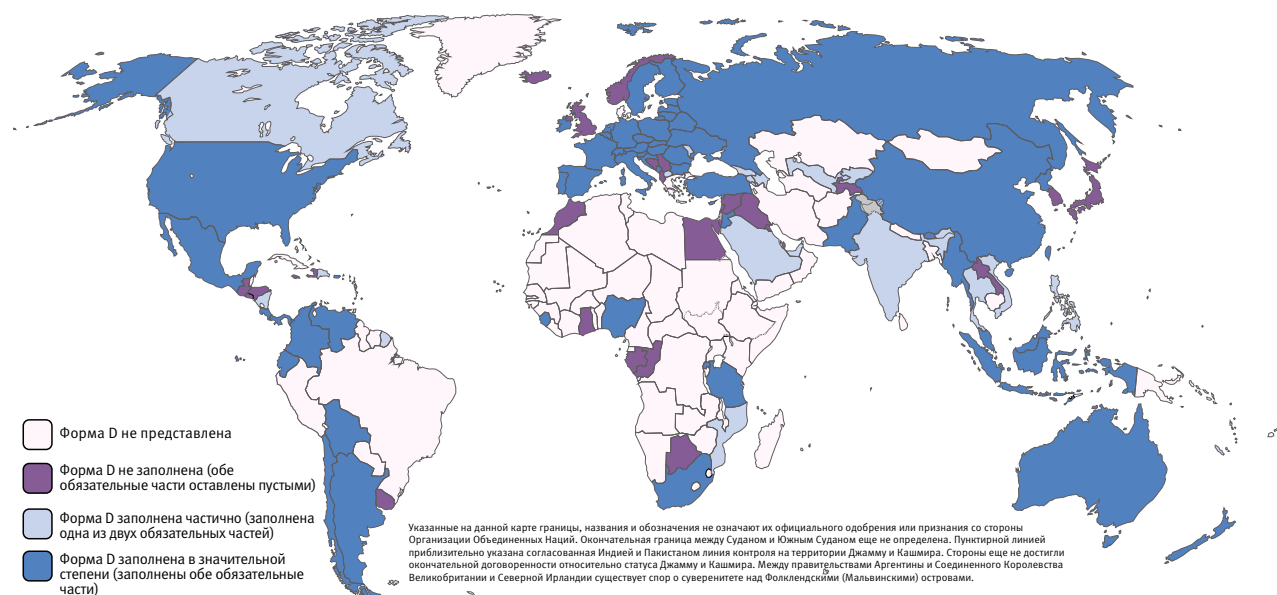 Форма D не представлена
Форма D не заполнена (обе
обязательные части оставлены пустыми)
Форма D заполнена частично (заполнена
одна из двух обязательных частей)
Форма D заполнена в значительной
степени (заполнены обе обязательные
части)
Указанные на данной карте границы, названия и обозначения не означают их официального одобрения или признания со стороны
Организации Объединенных Наций. Окончательная граница между Суданом и Южным Суданом еще не определена. Пунктирной линией
приблизительно указана согласованная Индией и Пакистаном линия контроля на территории Джамму и Кашмира. Стороны еще не достигли
окончательной договоренности относительно статуса Джамму и Кашмира. Между правительствами Аргентины и Соединенного Королевства
Великобритании и Северной Ирландии существует спор о суверенитете над Фолклендскими (Мальвинскими) островами.